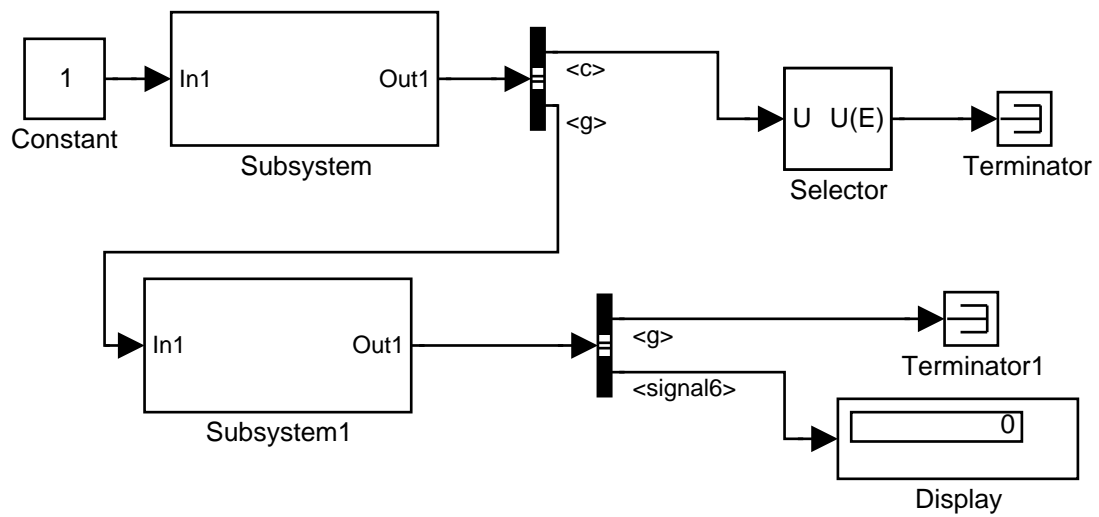 1
Constant
In1
Out1
Subsystem
<c>
<g>
U
U(E)
Selector
Terminator
In1
Out1
Subsystem1
<g>
<signal6>
Terminator1
0
Display